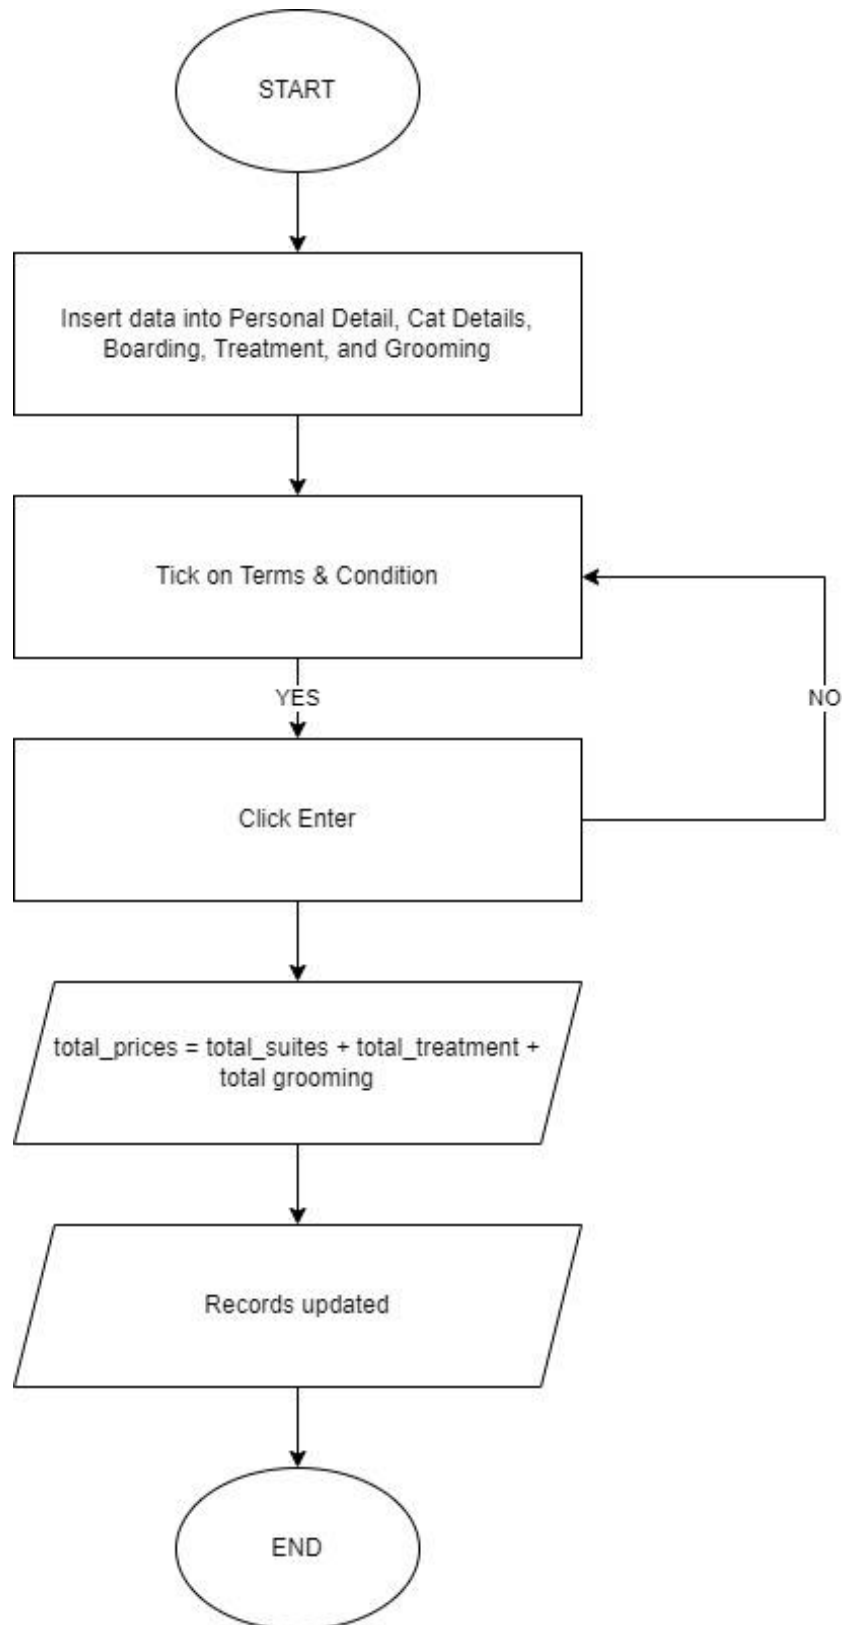 START
Insert data into Personal Detail, Cat Details,
Boarding, Treatment, and Grooming
Tick on Terms & Condition
YES
NO
Click Enter
total_prices = total_suites + total_treatment +
total grooming
Records updated
END